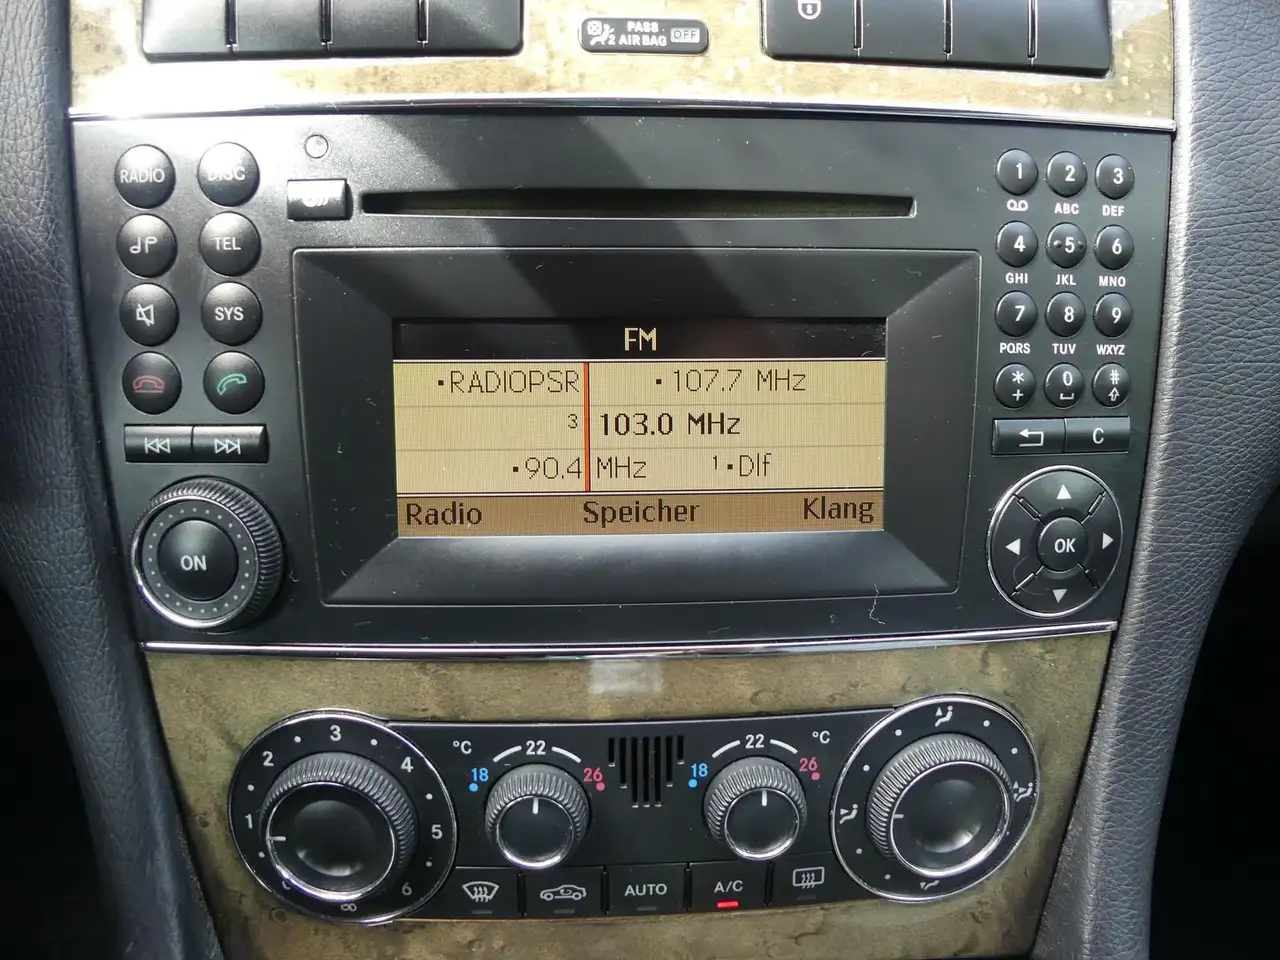 PASS
2 AIR BAG OFF
RADIO DISC
TEL
SYS
ON
1 2 ABC 3 DEF
4 GHI 5 JKL 6 MNO
7 PQRS 8 TUV 9 WXYZ
* + 0 #
C
OK
FM
RADIOPSR 107.7 MHz
3 103.0 MHz
90.4 MHz 1 Dlf
Radio Speicher Klang
1 2 3 4 5 6
°C 18 22 26
18 22 26 °C
AUTO A/C